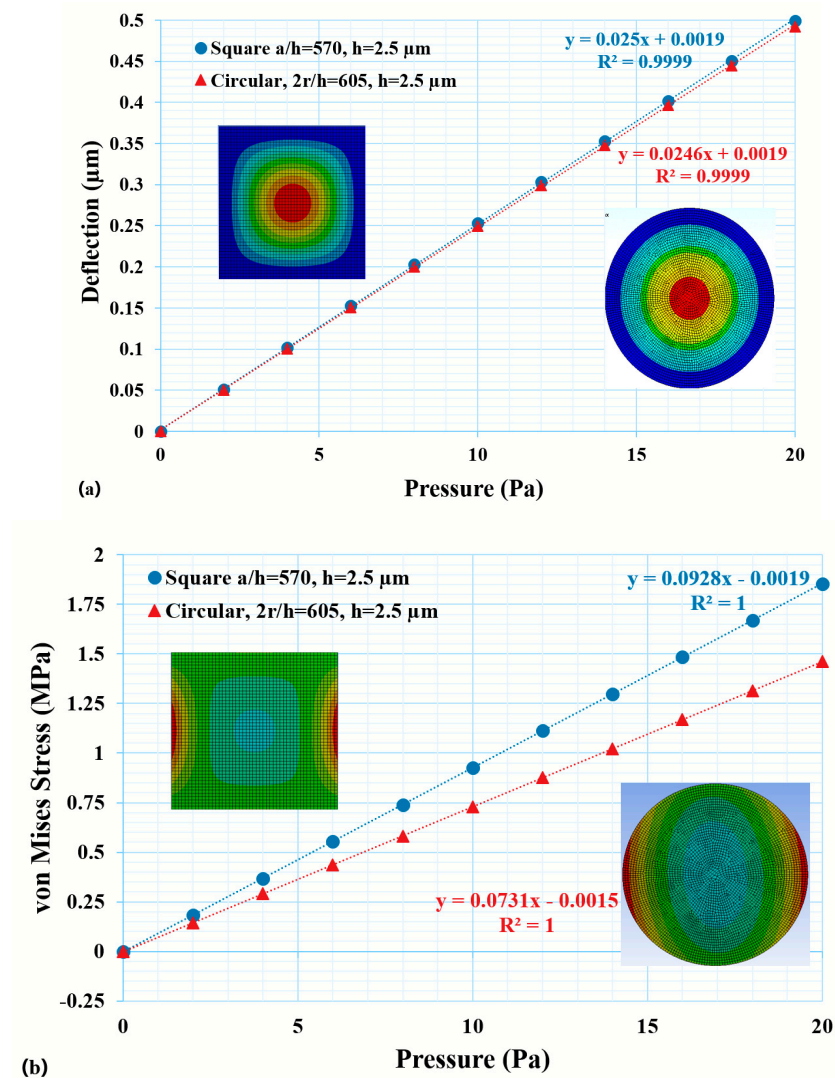 0.5
0.45
0.4
0.35
0.3
0.25
0.2
0.15
0.1
0.05
0
Deflection (µm)
Square a/h=570, h=2.5 µm
Circular, 2r/h=605, h=2.5 µm
y = 0.025x + 0.0019
R² = 0.9999
y = 0.0246x + 0.0019
R² = 0.9999
0 5 10 15 20
Pressure (Pa)
(a)
2
1.75
1.5
1.25
1
0.75
0.5
0.25
0
-0.25
von Mises Stress (MPa)
Square a/h=570, h=2.5 µm
Circular, 2r/h=605, h=2.5 µm
y = 0.0928x - 0.0019
R² = 1
y = 0.0731x - 0.0015
R² = 1
0 5 10 15 20
Pressure (Pa)
(b)